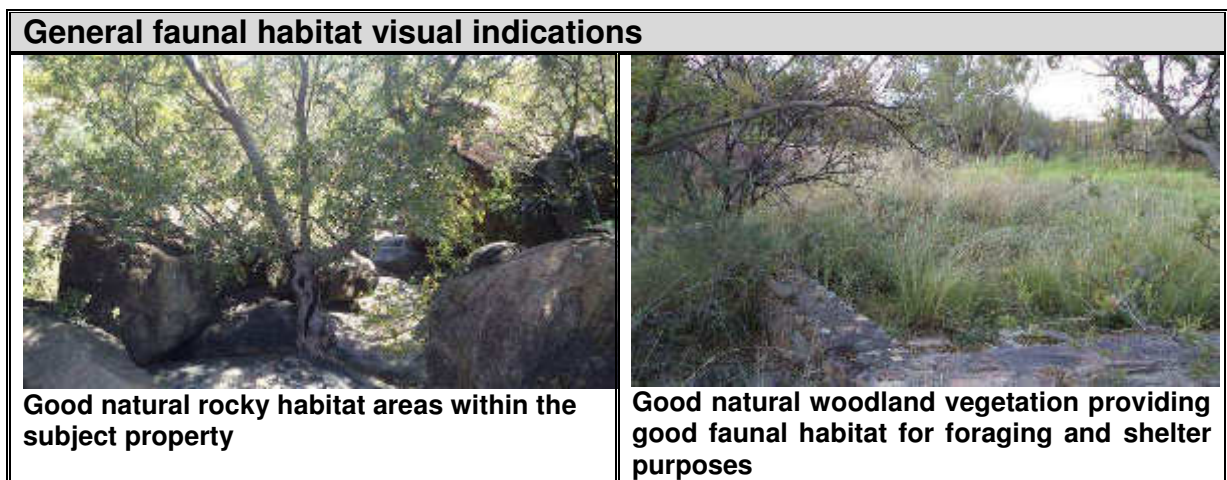 General faunal habitat visual indications
Good natural rocky habitat areas within the
subject property
Good natural woodland vegetation providing
good faunal habitat for foraging and shelter
purposes